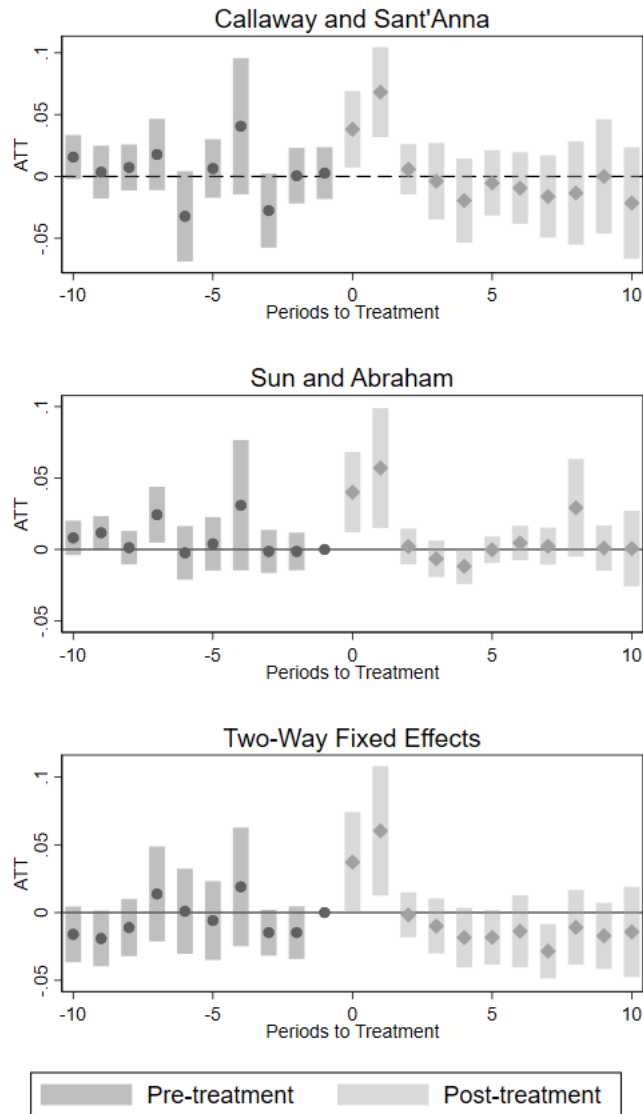 Callaway and Sant'Anna
ATT
.1
.05
0
-.05
-10 -5 0 5 10
Periods to Treatment
Sun and Abraham
ATT
.1
.05
0
-.05
-10 -5 0 5 10
Periods to Treatment
Two-Way Fixed Effects
ATT
.1
.05
0
-.05
-10 -5 0 5 10
Periods to Treatment
Pre-treatment Post-treatment